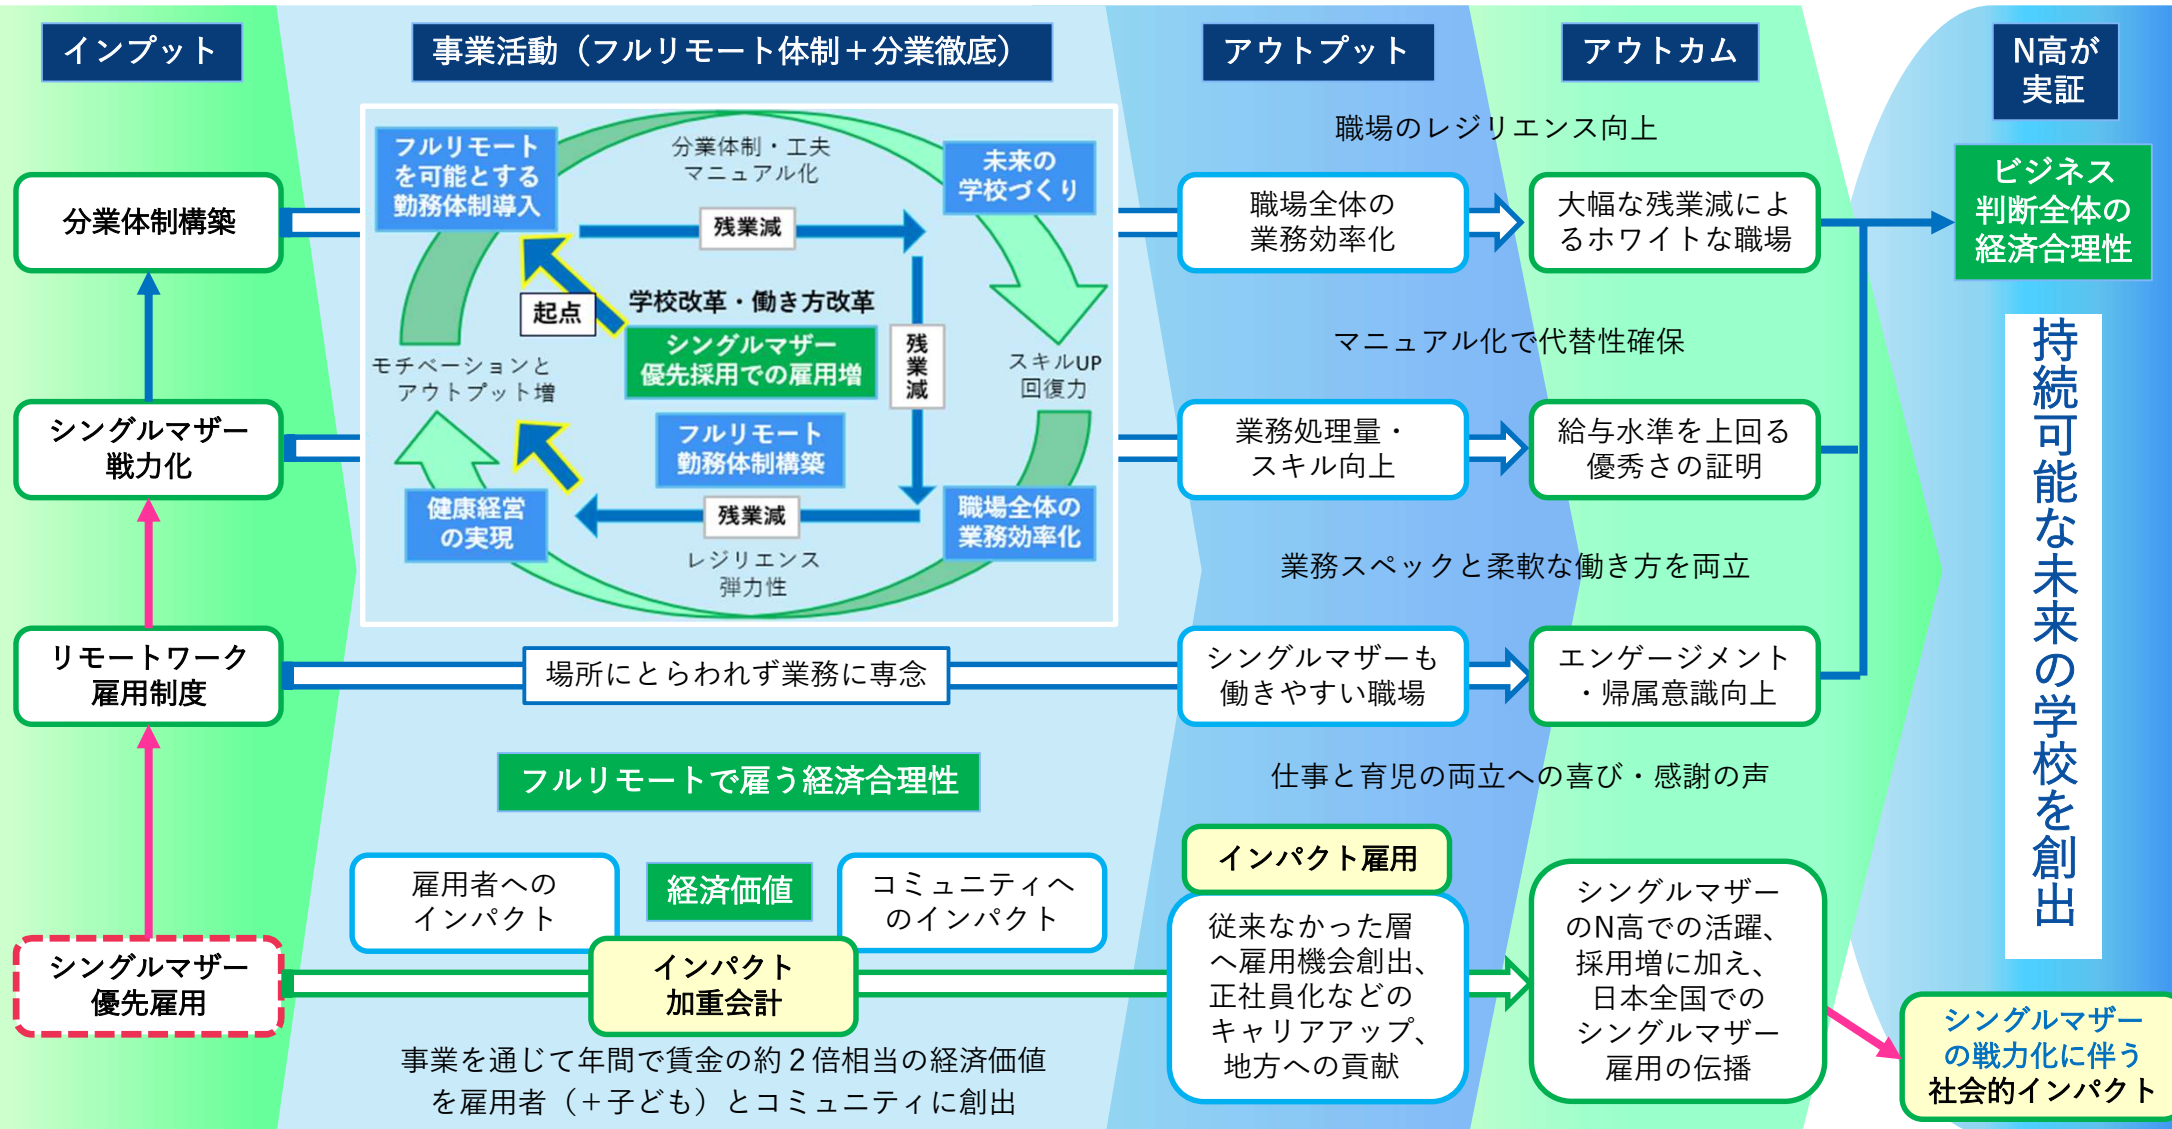 インプット
事業活動（フルリモート体制＋分業徹底）
アウトプット
アウトカム
N高が
実証
分業体制構築
シングルマザー
戦力化
リモートワーク
雇用制度
シングルマザー
優先雇用
フルリモート
を可能とする
勤務体制導入
分業体制・工夫
マニュアル化
未来の
学校づくり
残業減
起点
学校改革・働き方改革
シングルマザー
優先採用での雇用増
残
業
減
モチベーションと
アウトプット増
スキルUP
回復力
フルリモート
勤務体制構築
健康経営
の実現
残業減
職場全体の
業務効率化
レジリエンス
弾力性
場所にとらわれず業務に専念
フルリモートで雇う経済合理性
雇用者への
インパクト
経済価値
コミュニティへ
のインパクト
インパクト
加重会計
事業を通じて年間で賃金の約２倍相当の経済価値
を雇用者（＋子ども）とコミュニティに創出
職場のレジリエンス向上
職場全体の
業務効率化
大幅な残業減によ
るホワイトな職場
マニュアル化で代替性確保
業務処理量・
スキル向上
給与水準を上回る
優秀さの証明
業務スペックと柔軟な働き方を両立
シングルマザーも
働きやすい職場
エンゲージメント
・帰属意識向上
仕事と育児の両立への喜び・感謝の声
インパクト雇用
従来なかった層
へ雇用機会創出、
正社員化などの
キャリアアップ、
地方への貢献
シングルマザー
のN高での活躍、
採用増に加え、
日本全国での
シングルマザー
雇用の伝播
ビジネス
判断全体の
経済合理性
持続可能な未来の学校を創出
シングルマザー
の戦力化に伴う
社会的インパクト